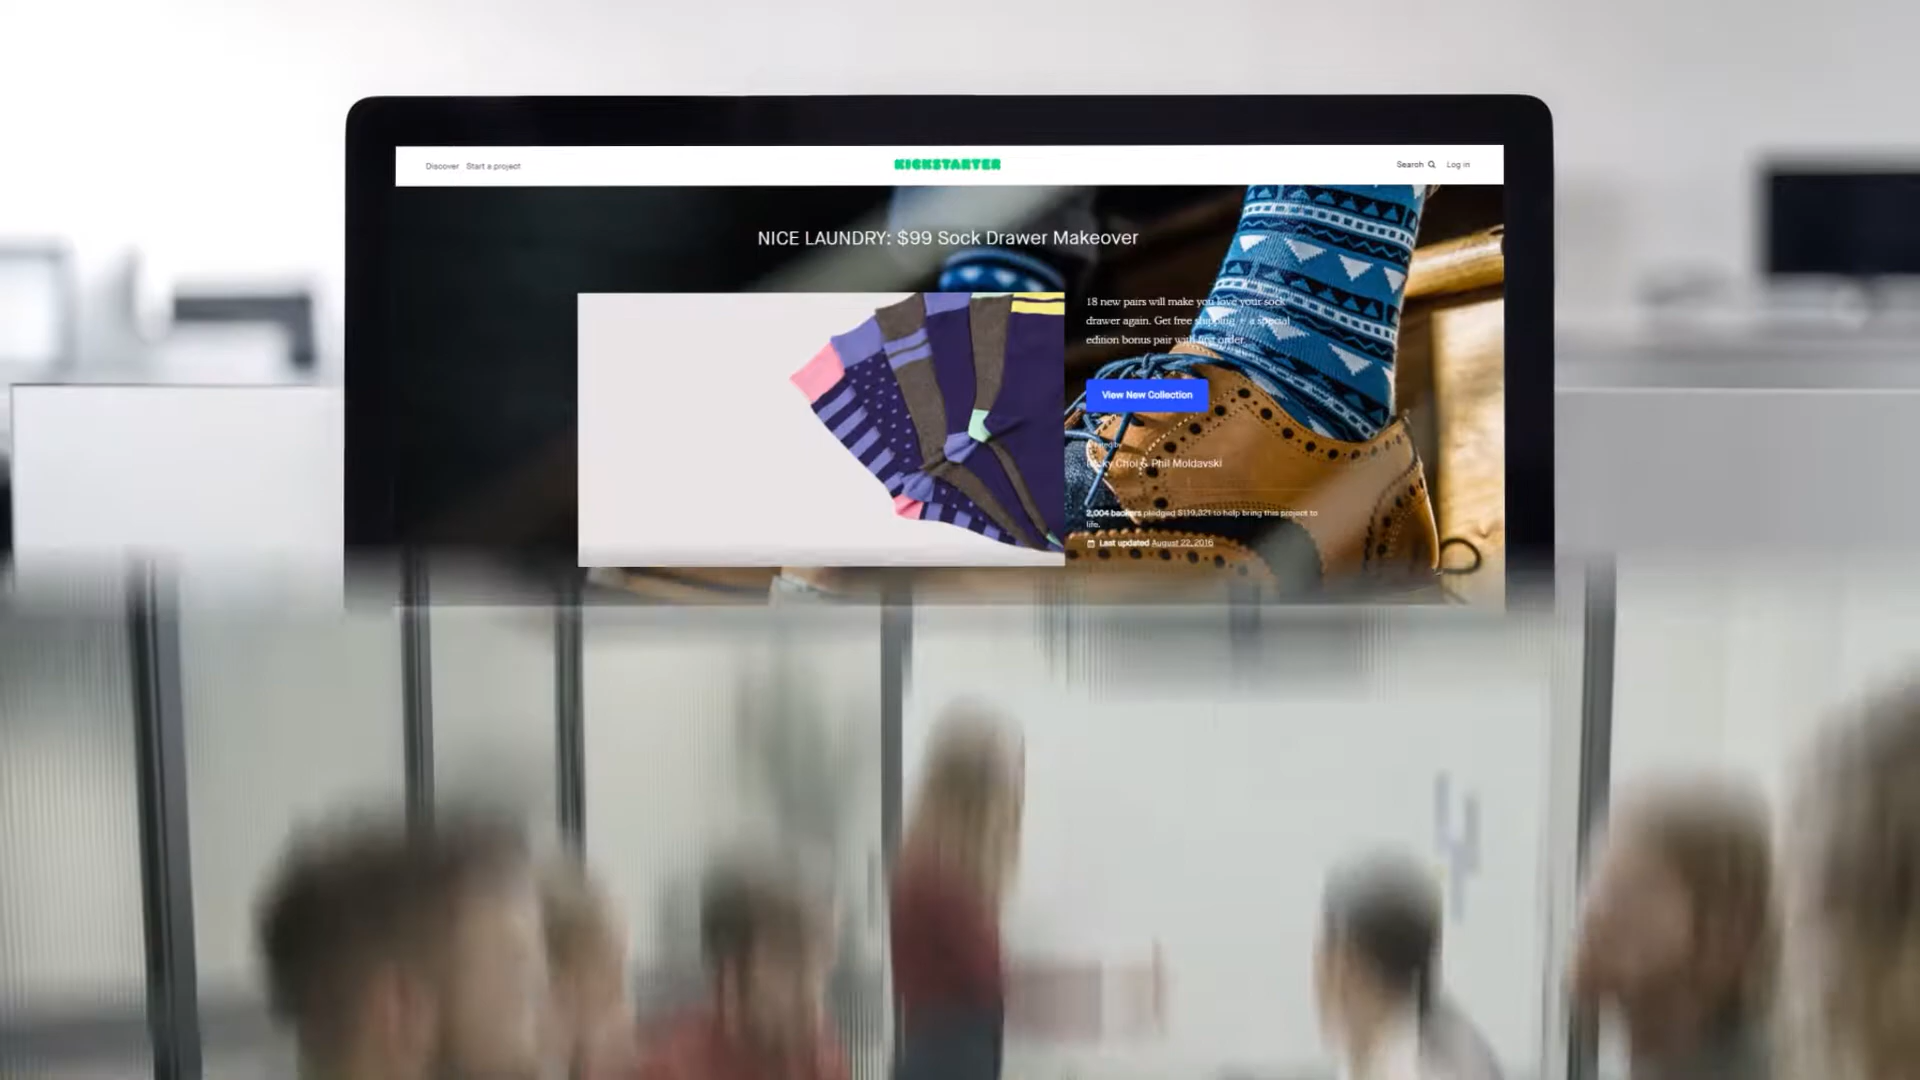 Discover Start a project
KICKSTARTER
Search Log in
NICE LAUNDRY: $99 Sock Drawer Makeover
18 new pairs will make you love your sock
drawer again. Get free shipping + a special
edition bonus pair with first order.
View New Collection
Choi & Phil Moldavski
2,004 backers pledged $119,321 to help bring this project to
life.
Last updated August 22, 2016